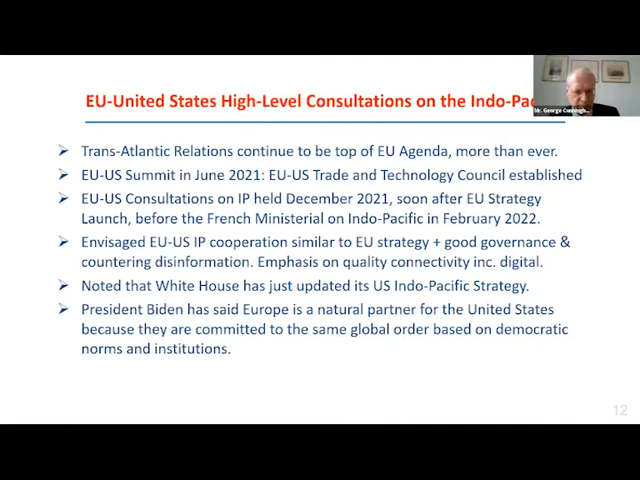 EU-United States High-Level Consultations on the Indo-Pac
Mr. George Cunningh...
➢ Trans-Atlantic Relations continue to be top of EU Agenda, more than ever.
➢ EU-US Summit in June 2021: EU-US Trade and Technology Council established
➢ EU-US Consultations on IP held December 2021, soon after EU Strategy
Launch, before the French Ministerial on Indo-Pacific in February 2022.
➢ Envisaged EU-US IP cooperation similar to EU strategy + good governance &
countering disinformation. Emphasis on quality connectivity inc. digital.
➢ Noted that White House has just updated its US Indo-Pacific Strategy.
➢ President Biden has said Europe is a natural partner for the United States
because they are committed to the same global order based on democratic
norms and institutions.
12